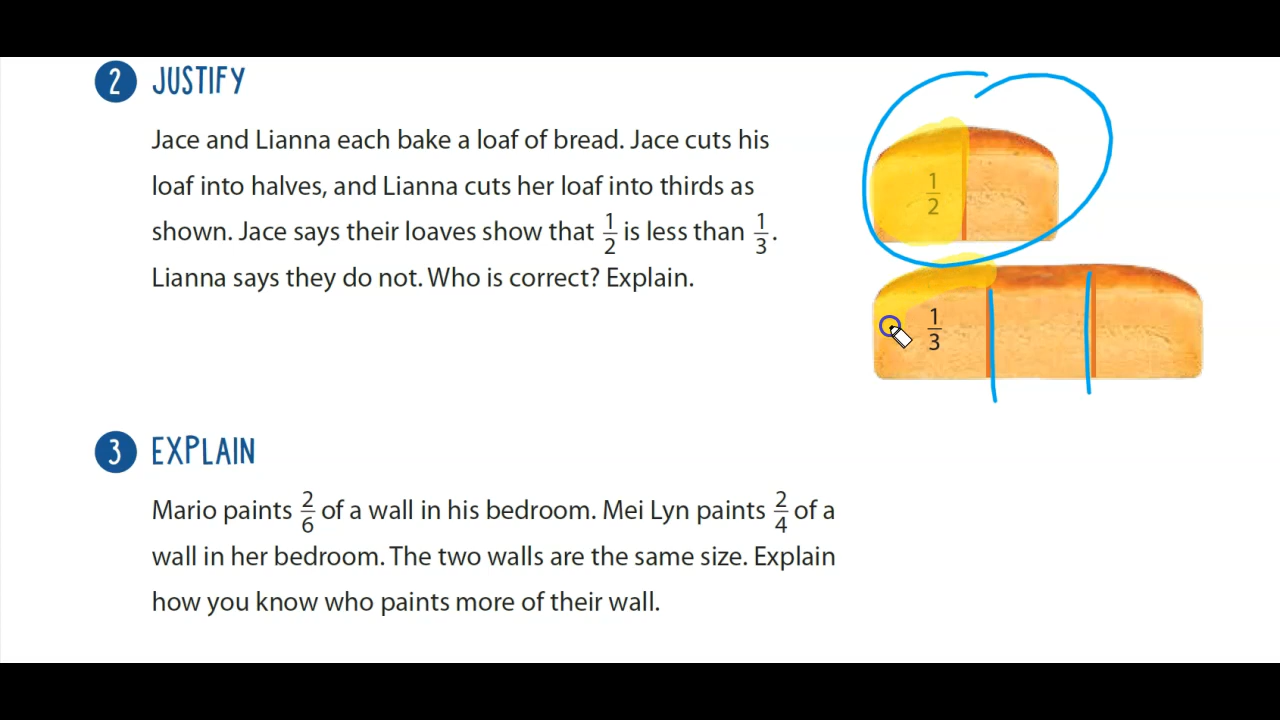 2 JUSTIFY
Jace and Lianna each bake a loaf of bread. Jace cuts his
loaf into halves, and Lianna cuts her loaf into thirds as
shown. Jace says their loaves show that 1/2 is less than 1/3.
Lianna says they do not. Who is correct? Explain.
1/2
1/3
3 EXPLAIN
Mario paints 2/6 of a wall in his bedroom. Mei Lyn paints 2/4 of a
wall in her bedroom. The two walls are the same size. Explain
how you know who paints more of their wall.